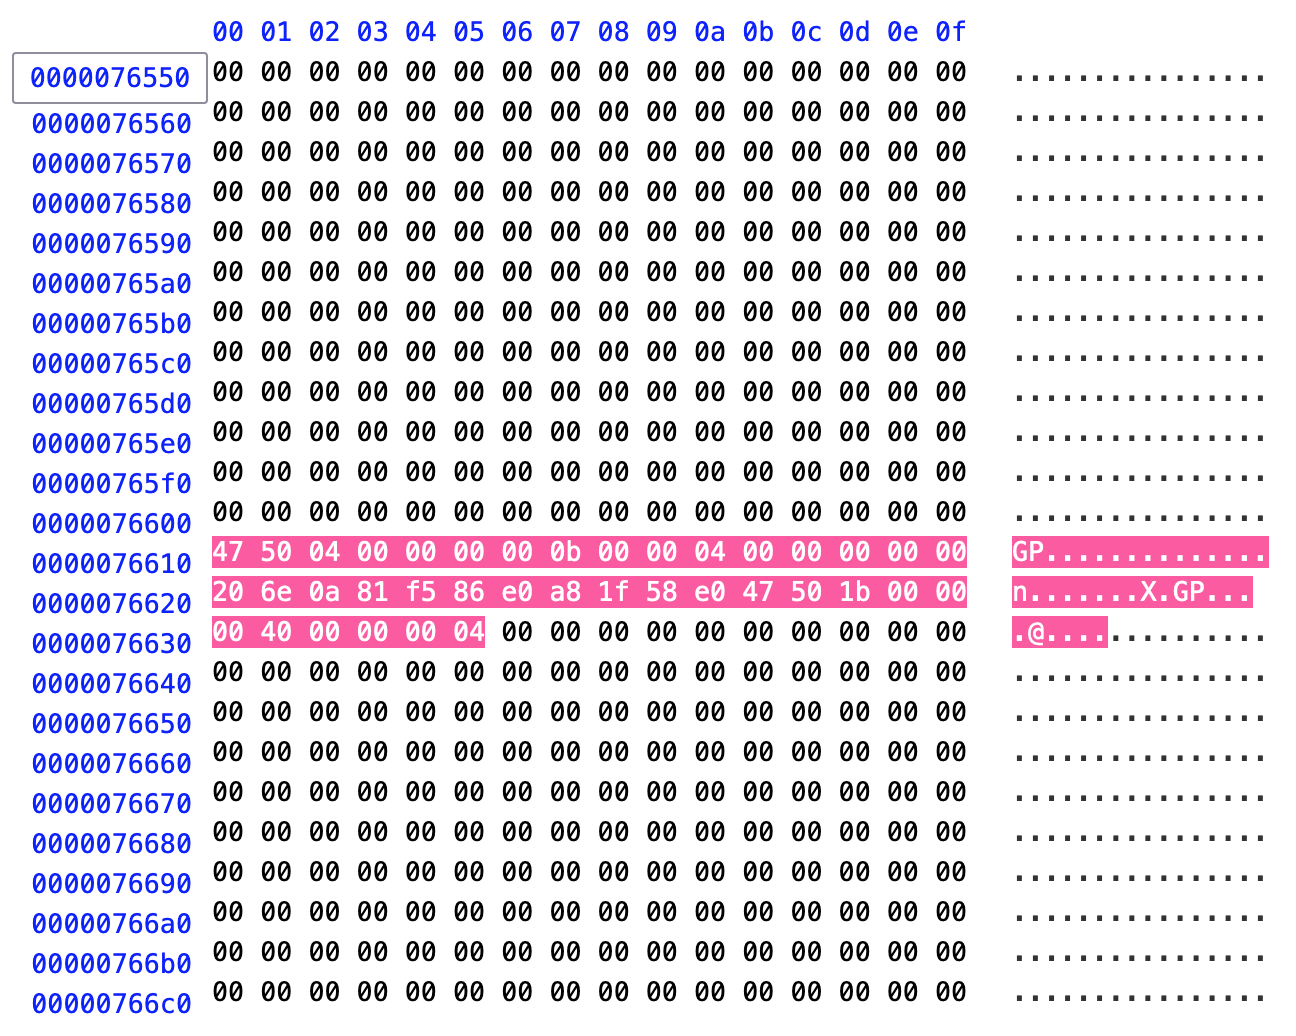 00 01 02 03 04 05 06 07 08 09 0a 0b 0c 0d 0e 0f
0000076550 00 00 00 00 00 00 00 00 00 00 00 00 00 00 00 00 ................
0000076560 00 00 00 00 00 00 00 00 00 00 00 00 00 00 00 00 ................
0000076570 00 00 00 00 00 00 00 00 00 00 00 00 00 00 00 00 ................
0000076580 00 00 00 00 00 00 00 00 00 00 00 00 00 00 00 00 ................
0000076590 00 00 00 00 00 00 00 00 00 00 00 00 00 00 00 00 ................
00000765a0 00 00 00 00 00 00 00 00 00 00 00 00 00 00 00 00 ................
00000765b0 00 00 00 00 00 00 00 00 00 00 00 00 00 00 00 00 ................
00000765c0 00 00 00 00 00 00 00 00 00 00 00 00 00 00 00 00 ................
00000765d0 00 00 00 00 00 00 00 00 00 00 00 00 00 00 00 00 ................
00000765e0 00 00 00 00 00 00 00 00 00 00 00 00 00 00 00 00 ................
00000765f0 00 00 00 00 00 00 00 00 00 00 00 00 00 00 00 00 ................
0000076600 00 00 00 00 00 00 00 00 00 00 00 00 00 00 00 00 ................
0000076610 47 50 04 00 00 00 00 0b 00 00 04 00 00 00 00 00 GP..............
0000076620 20 6e 0a 81 f5 86 e0 a8 1f 58 e0 47 50 1b 00 00 n.......X.GP...
0000076630 00 40 00 00 00 04 00 00 00 00 00 00 00 00 00 00 .@..............
0000076640 00 00 00 00 00 00 00 00 00 00 00 00 00 00 00 00 ................
0000076650 00 00 00 00 00 00 00 00 00 00 00 00 00 00 00 00 ................
0000076660 00 00 00 00 00 00 00 00 00 00 00 00 00 00 00 00 ................
0000076670 00 00 00 00 00 00 00 00 00 00 00 00 00 00 00 00 ................
0000076680 00 00 00 00 00 00 00 00 00 00 00 00 00 00 00 00 ................
0000076690 00 00 00 00 00 00 00 00 00 00 00 00 00 00 00 00 ................
00000766a0 00 00 00 00 00 00 00 00 00 00 00 00 00 00 00 00 ................
00000766b0 00 00 00 00 00 00 00 00 00 00 00 00 00 00 00 00 ................
00000766c0 00 00 00 00 00 00 00 00 00 00 00 00 00 00 00 00 ................